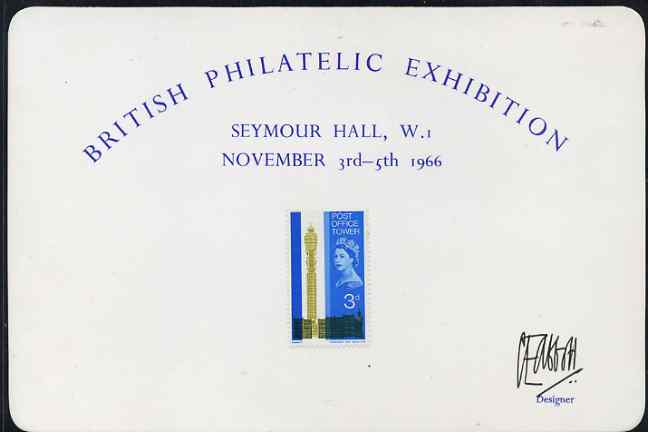 BRITISH PHILATELIC EXHIBITION
SEYMOUR HALL, W.1
NOVEMBER 3rd–5th 1966
POST
OFFICE
TOWER
3d
Designer